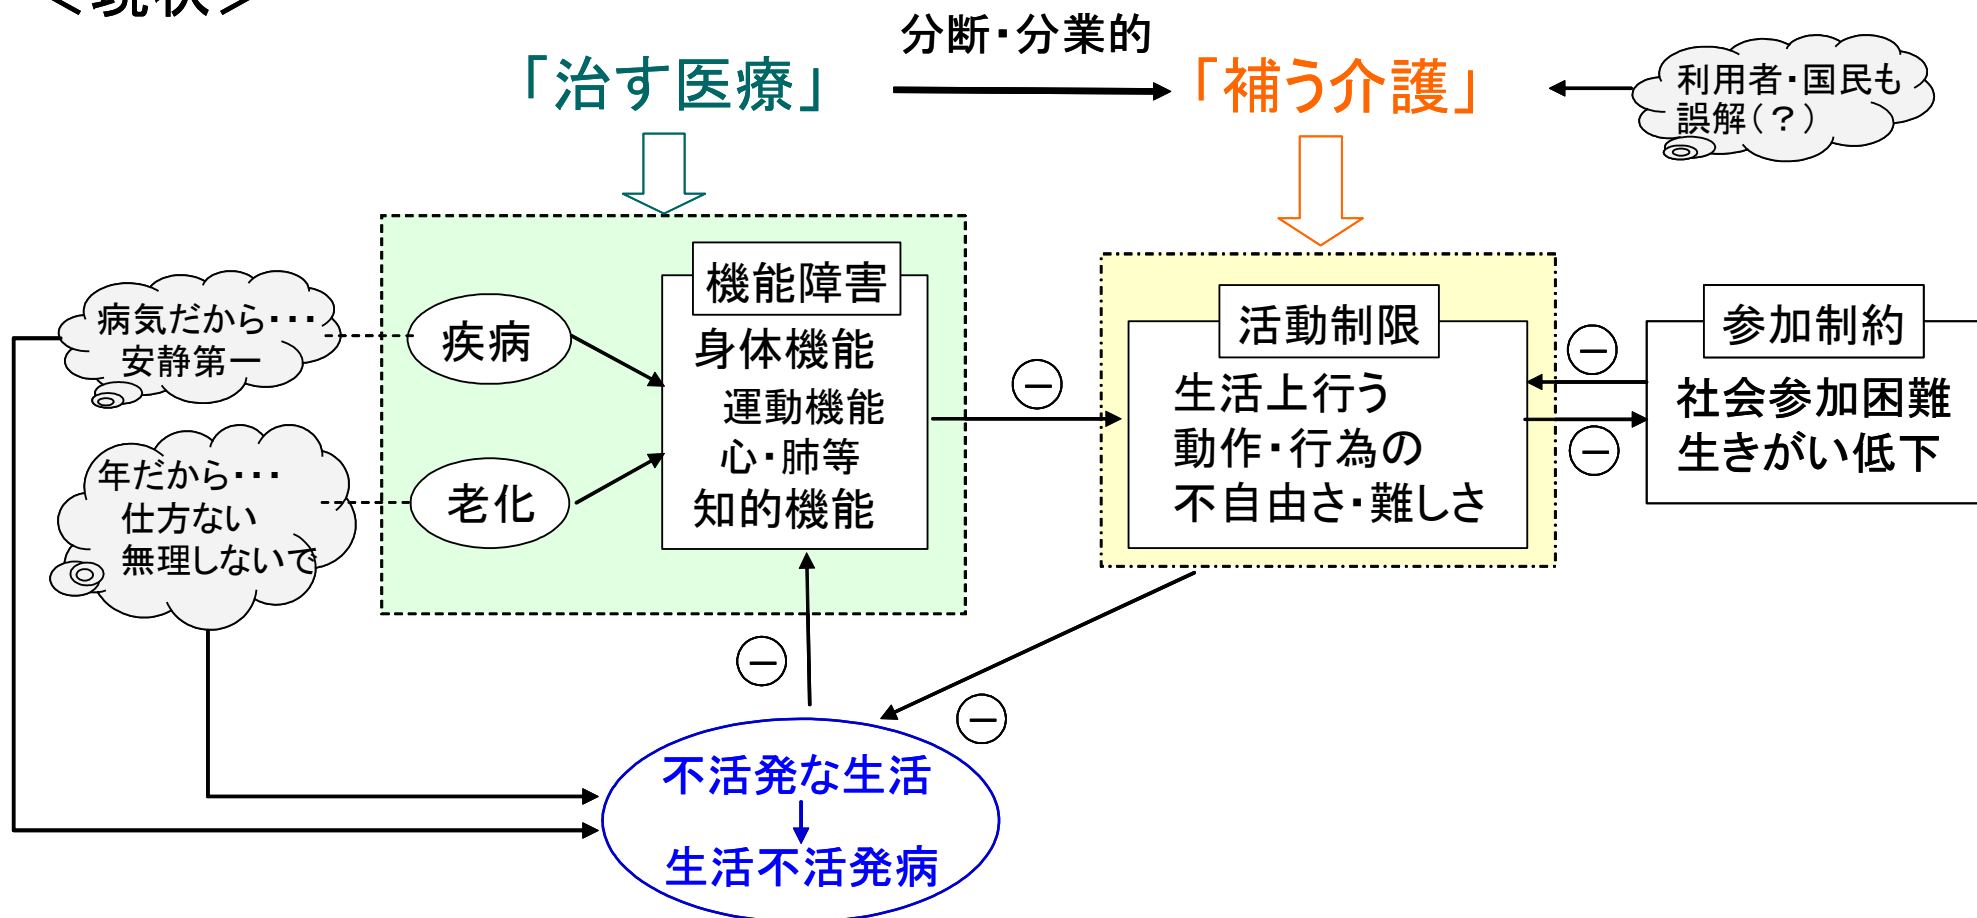 ＜現状＞
分断・分業的
「治す医療」
「補う介護」
利用者・国民も
誤解（？）
病気だから・・・
安静第一
疾病
機能障害
身体機能
運動機能
心・肺等
知的機能
年だから・・・
仕方ない
無理しないで
老化
－
活動制限
生活上行う
動作・行為の
不自由さ・難しさ
－
－
参加制約
社会参加困難
生きがい低下
－
－
不活発な生活
生活不活発病